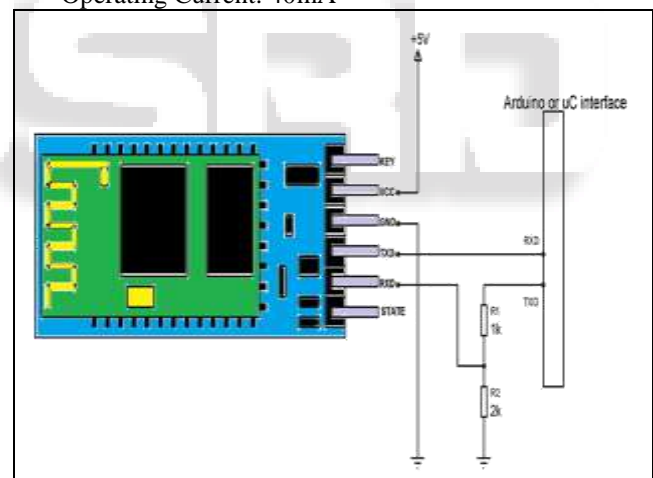 Operating Current: 40mA
+5V
Arduino or uC interface
KEY
VCC
GND
TXD
RXD
STATE
RXD
TXD
R1
1k
R2
2k